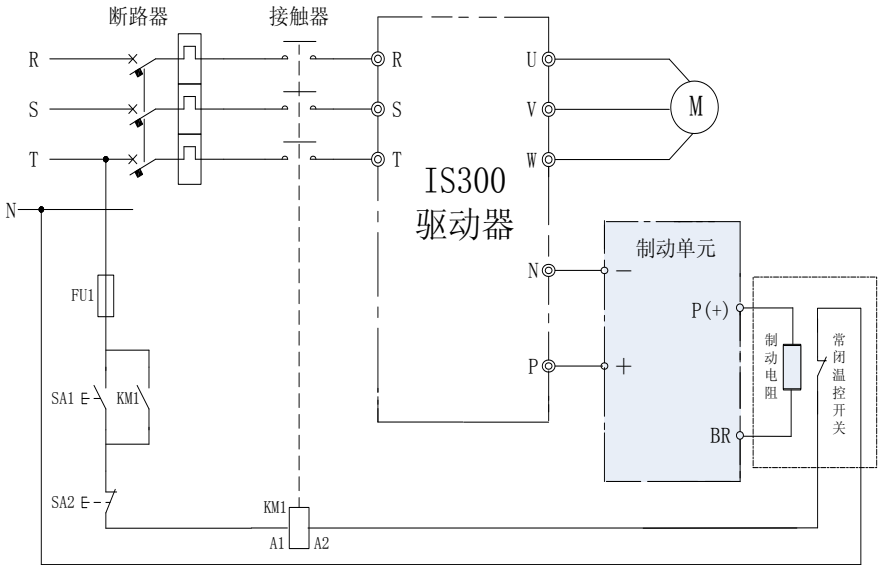 断路器
接触器
R
R
U
S
S
V
M
T
T
W
IS300
驱动器
N
制动单元
N
−
FU1
P(+)
制动电阻
常闭温控开关
P
+
SA1
KM1
BR
SA2
KM1
A1
A2